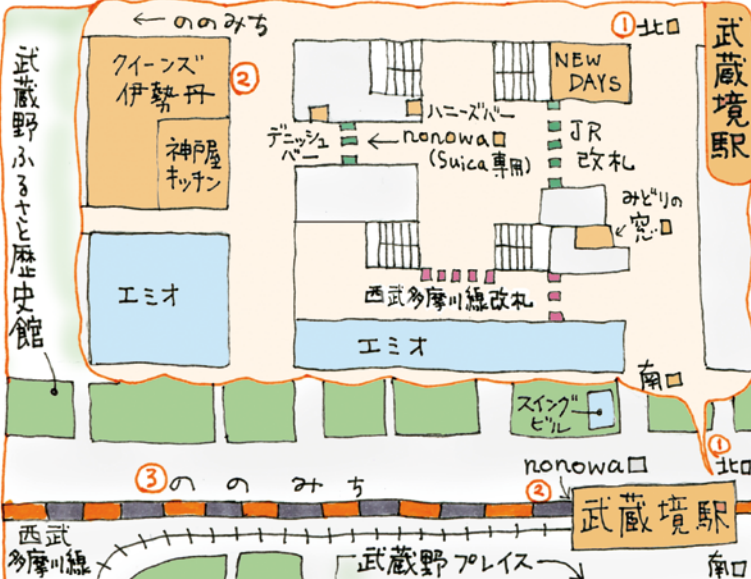 ← ののみち
①北口
武蔵境駅
武蔵野ふるさと歴史館
クイーンズ
伊勢丹
②
神戸屋
キッチン
NEW
DAYS
ハニーズバー
デニッシュ
バー
← nonowa口
(Suica専用)
JR
改札
みどりの
窓口
エミオ
西武多摩川線改札
エミオ
南口
スイング
ビル
①
北口
nonowa口
③ののみち
②
武蔵境駅
西武
多摩川線
武蔵野プレイス
南口